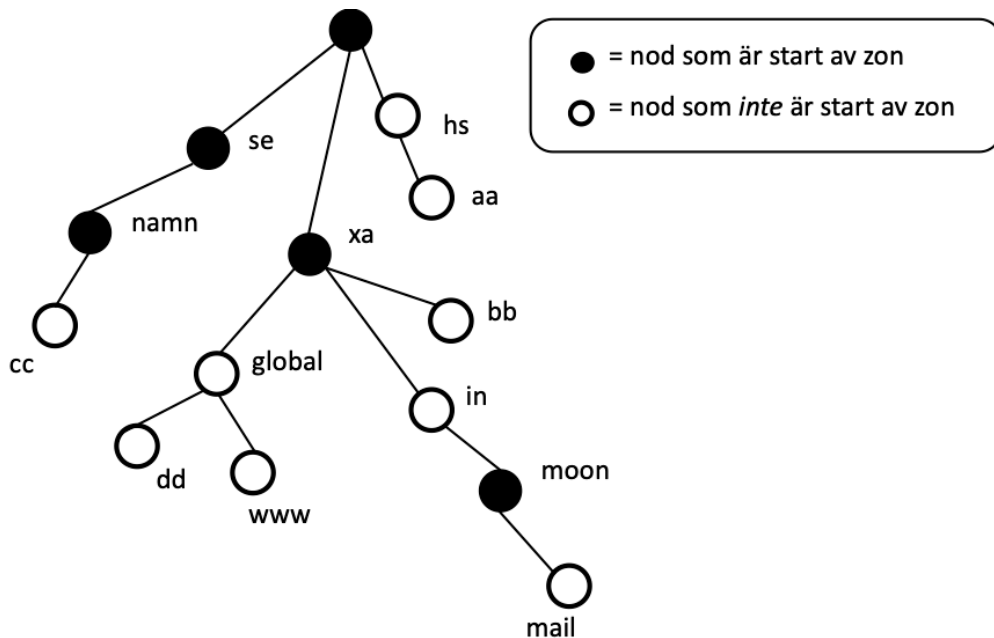 = nod som är start av zon
= nod som inte är start av zon
hs
se
aa
namn
xa
bb
cc
global
in
dd
moon
www
mail